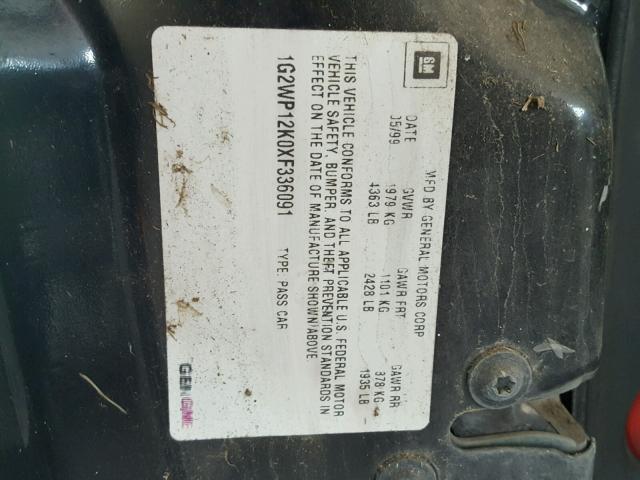 GM
MFD BY GENERAL MOTORS CORP
DATE GVWR GAWR FRT GAWR RR
05/99 1979 KG 1101 KG 878 KG
4363 LB 2428 LB 1935 LB
THIS VEHICLE CONFORMS TO ALL APPLICABLE U.S. FEDERAL MOTOR
VEHICLE SAFETY, BUMPER, AND THEFT PREVENTION STANDARDS IN
EFFECT ON THE DATE OF MANUFACTURE SHOWN ABOVE
1G2WP12K0XF336091 TYPE: PASS CAR